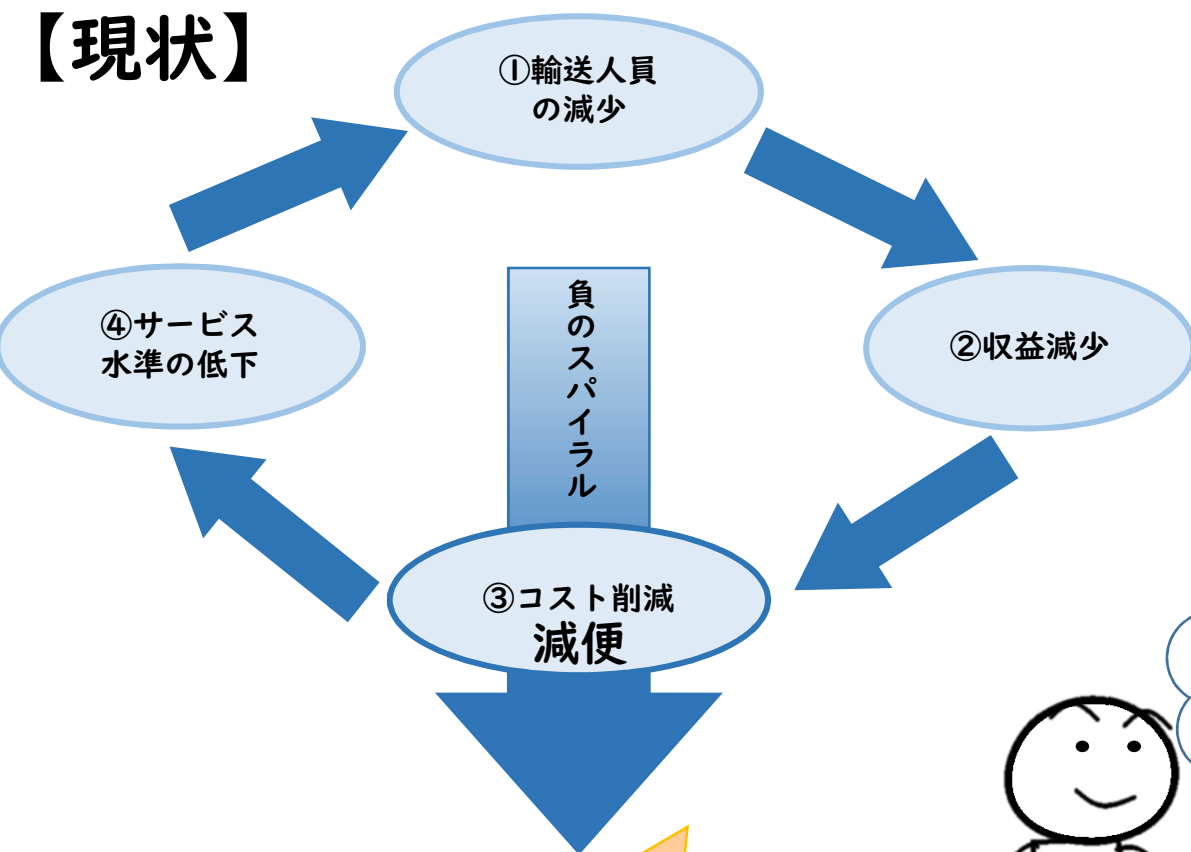 【現状】
①輸送人員
の減少
②収益減少
③コスト削減
減便
④サービス
水準の低下
負のスパイラル